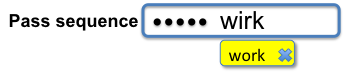 Pass sequence ••••• wirk
work